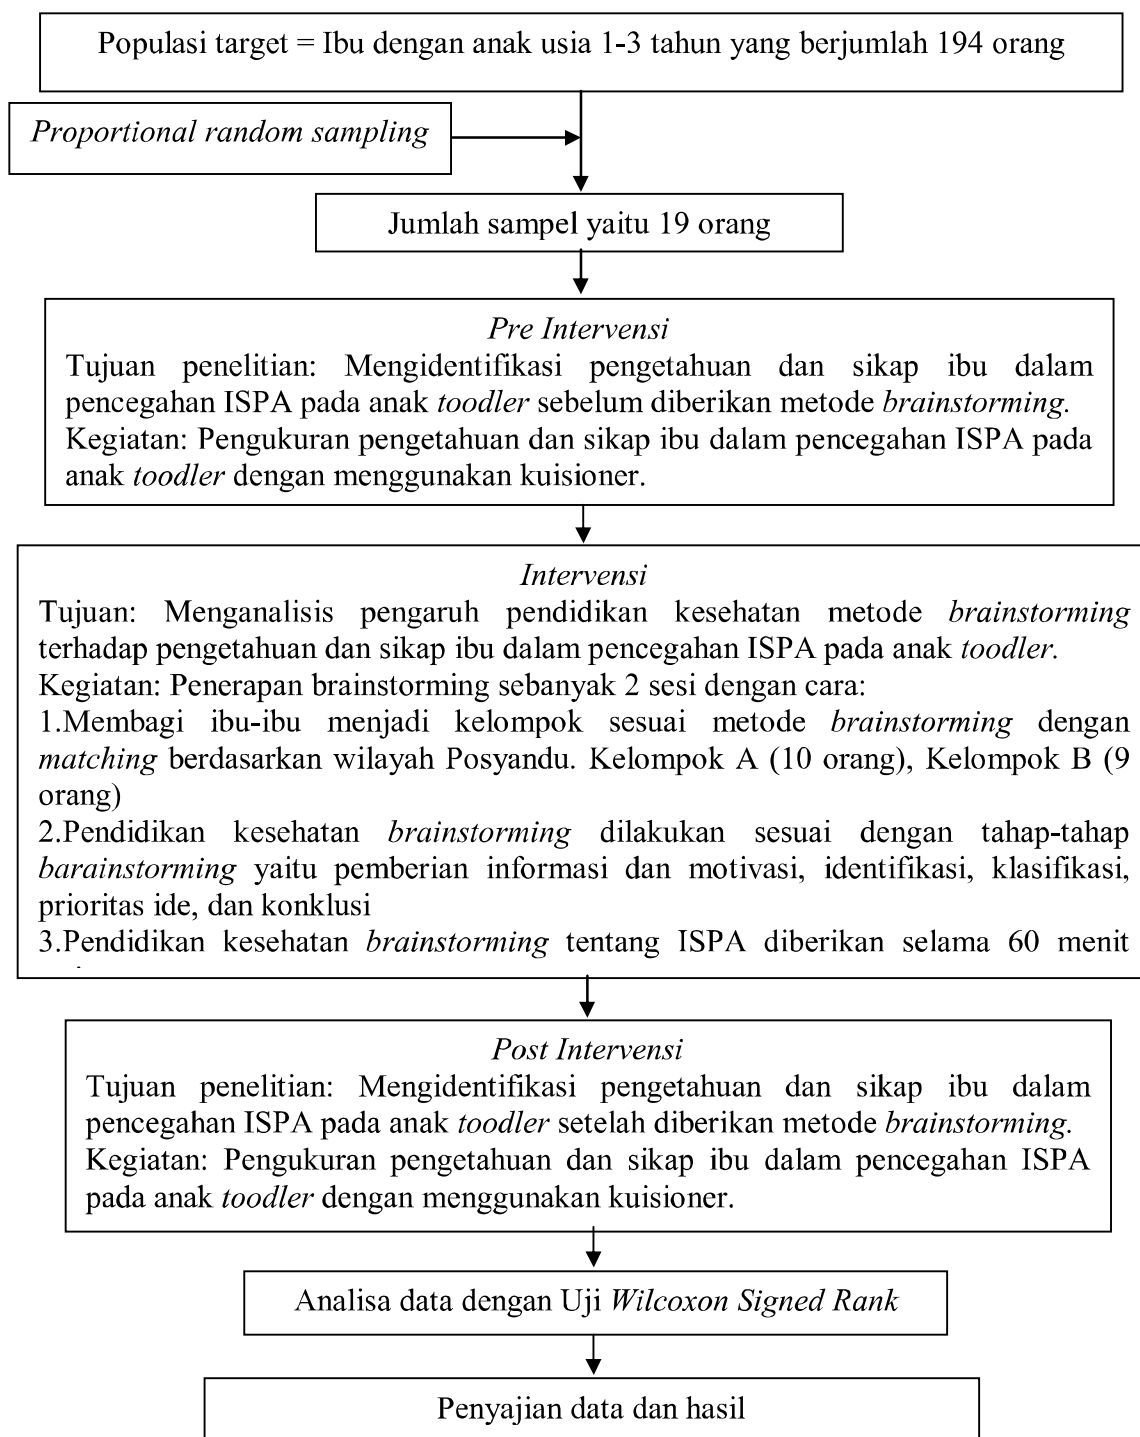 Populasi target = Ibu dengan anak usia 1-3 tahun yang berjumlah 194 orang
Proportional random sampling
Jumlah sampel yaitu 19 orang
Pre Intervensi
Tujuan penelitian: Mengidentifikasi pengetahuan dan sikap ibu dalam
pencegahan ISPA pada anak toodler sebelum diberikan metode brainstorming.
Kegiatan: Pengukuran pengetahuan dan sikap ibu dalam pencegahan ISPA pada
anak toodler dengan menggunakan kuisioner.
Intervensi
Tujuan: Menganalisis pengaruh pendidikan kesehatan metode brainstorming
terhadap pengetahuan dan sikap ibu dalam pencegahan ISPA pada anak toodler.
Kegiatan: Penerapan brainstorming sebanyak 2 sesi dengan cara:
1.Membagi ibu-ibu menjadi kelompok sesuai metode brainstorming dengan
matching berdasarkan wilayah Posyandu. Kelompok A (10 orang), Kelompok B (9
orang)
2.Pendidikan kesehatan brainstorming dilakukan sesuai dengan tahap-tahap
barainstorming yaitu pemberian informasi dan motivasi, identifikasi, klasifikasi,
prioritas ide, dan konklusi
3.Pendidikan kesehatan brainstorming tentang ISPA diberikan selama 60 menit
Post Intervensi
Tujuan penelitian: Mengidentifikasi pengetahuan dan sikap ibu dalam
pencegahan ISPA pada anak toodler setelah diberikan metode brainstorming.
Kegiatan: Pengukuran pengetahuan dan sikap ibu dalam pencegahan ISPA
pada anak toodler dengan menggunakan kuisioner.
Analisa data dengan Uji Wilcoxon Signed Rank
Penyajian data dan hasil